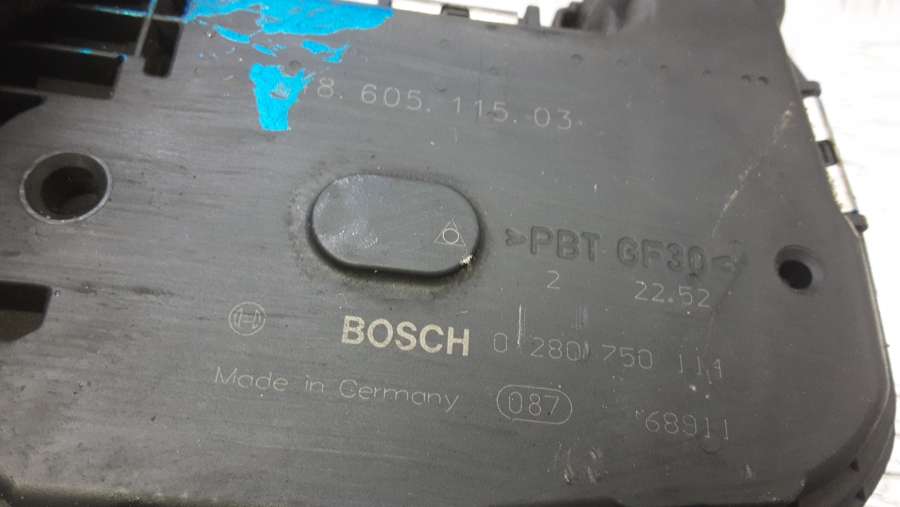 8. 605. 115. 03
>PBT GF30<
2 22.52
BOSCH 0 280 750 114
Made in Germany 087 68911